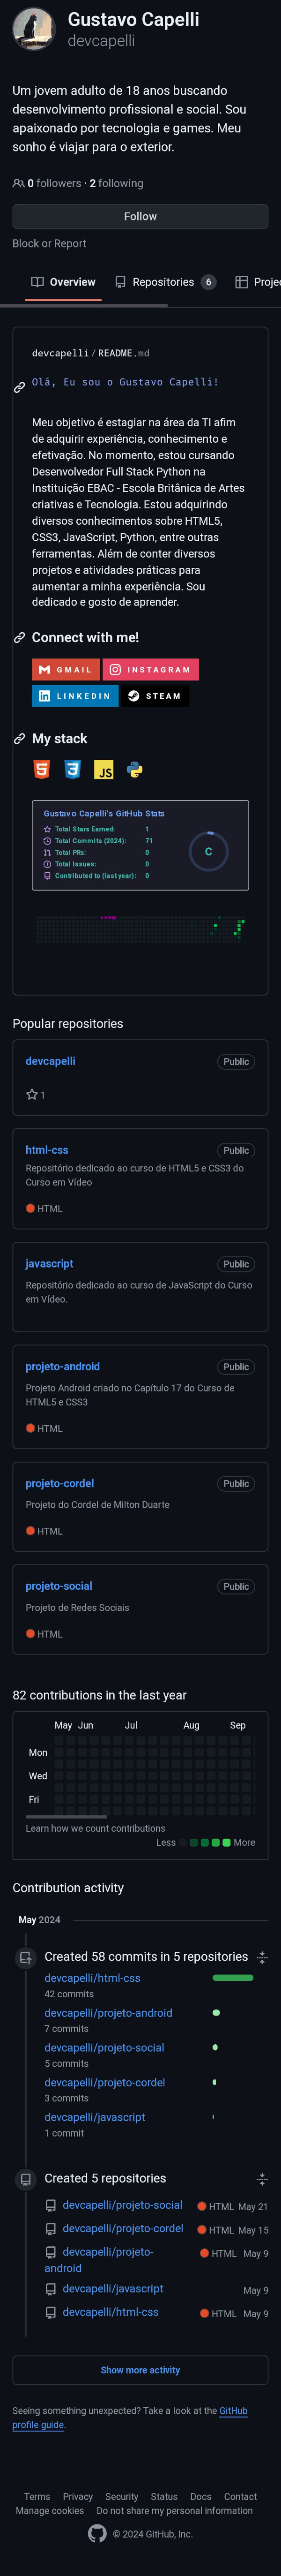 Gustavo Capelli
devcapelli
Um jovem adulto de 18 anos buscando
desenvolvimento profissional e social. Sou
apaixonado por tecnologia e games. Meu
sonho é viajar para o exterior.
0 followers · 2 following
Follow
Block or Report
Overview Repositories 6 Projec
devcapelli/README.md
Olá, Eu sou o Gustavo Capelli!
Meu objetivo é estagiar na área da TI afim
de adquirir experiência, conhecimento e
efetivação. No momento, estou cursando
Desenvolvedor Full Stack Python na
Instituição EBAC - Escola Britânica de Artes
criativas e Tecnologia. Estou adquirindo
diversos conhecimentos sobre HTML5,
CSS3, JavaScript, Python, entre outras
ferramentas. Além de conter diversos
projetos e atividades práticas para
aumentar a minha experiência. Sou
dedicado e gosto de aprender.
Connect with me!
GMAIL INSTAGRAM
LINKEDIN STEAM
My stack
Gustavo Capelli's GitHub Stats
Total Stars Earned: 1
Total Commits (2024): 71
Total PRs: 0
Total Issues: 0
Contributed to (last year): 0
C
Popular repositories
devcapelli Public
1
html-css Public
Repositório dedicado ao curso de HTML5 e CSS3 do
Curso em Vídeo
HTML
javascript Public
Repositório dedicado ao curso de JavaScript do Curso
em Vídeo.
projeto-android Public
Projeto Android criado no Capítulo 17 do Curso de
HTML5 e CSS3
HTML
projeto-cordel Public
Projeto do Cordel de Milton Duarte
HTML
projeto-social Public
Projeto de Redes Sociais
HTML
82 contributions in the last year
May Jun Jul Aug Sep
Mon
Wed
Fri
Learn how we count contributions
Less More
Contribution activity
May 2024
Created 58 commits in 5 repositories
devcapelli/html-css
42 commits
devcapelli/projeto-android
7 commits
devcapelli/projeto-social
5 commits
devcapelli/projeto-cordel
3 commits
devcapelli/javascript
1 commit
Created 5 repositories
devcapelli/projeto-social HTML May 21
devcapelli/projeto-cordel HTML May 15
devcapelli/projeto- HTML May 9
android
devcapelli/javascript May 9
devcapelli/html-css HTML May 9
Show more activity
Seeing something unexpected? Take a look at the GitHub
profile guide.
Terms Privacy Security Status Docs Contact
Manage cookies Do not share my personal information
© 2024 GitHub, Inc.